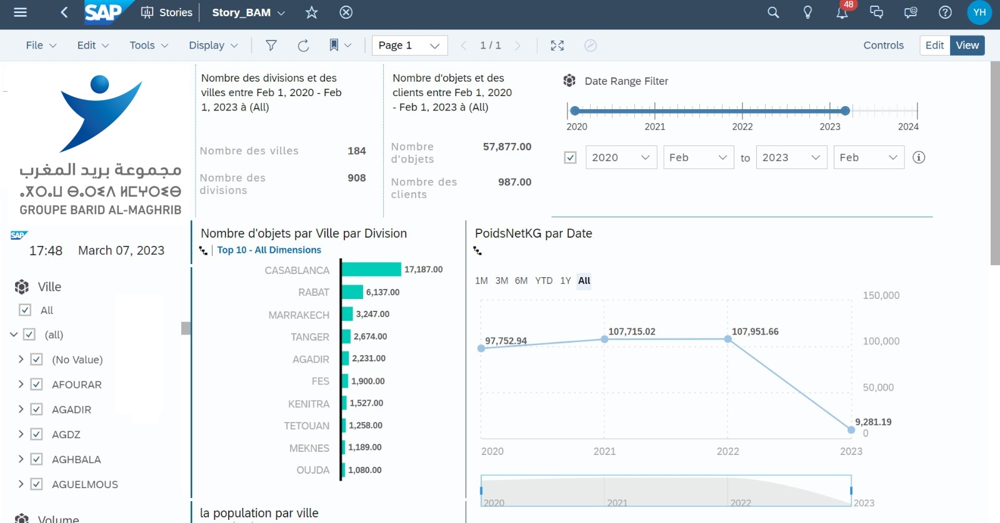 SAP Stories Story_BAM 48 YH
File Edit Tools Display Page 1 1 / 1 Controls Edit View
مجموعة بريد المغرب
ⴰⴳⵔⴰⵡ ⴱⴰⵔⵉⴷ ⵍⵎⵖⵔⵉⴱ
GROUPE BARID AL-MAGHRIB
Nombre des divisions et des
villes entre Feb 1, 2020 - Feb
1, 2023 à (All)
Nombre des villes 184
Nombre des
divisions
908
Nombre d'objets et des
clients entre Feb 1, 2020
- Feb 1, 2023 à (All)
Nombre
d'objets
57,877.00
Nombre des
clients
987.00
Date Range Filter
2020 2021 2022 2023 2024
2020 Feb to 2023 Feb
SAP
17:48 March 07, 2023
Ville
All
(all)
(No Value)
AFOURAR
AGADIR
AGDZ
AGHBALA
AGUELMOUS
Volume
Nombre d'objets par Ville par Division
Top 10 - All Dimensions
CASABLANCA 17,187.00
RABAT 6,137.00
MARRAKECH 3,247.00
TANGER 2,674.00
AGADIR 2,231.00
FES 1,900.00
KENITRA 1,527.00
TETOUAN 1,258.00
MEKNES 1,189.00
OUJDA 1,080.00
la population par ville
PoidsNetKG par Date
1M 3M 6M YTD 1Y All
150,000
100,000
50,000
0
97,752.94
107,715.02
107,951.66
9,281.19
2020 2021 2022 2023
2020 2021 2022 2023